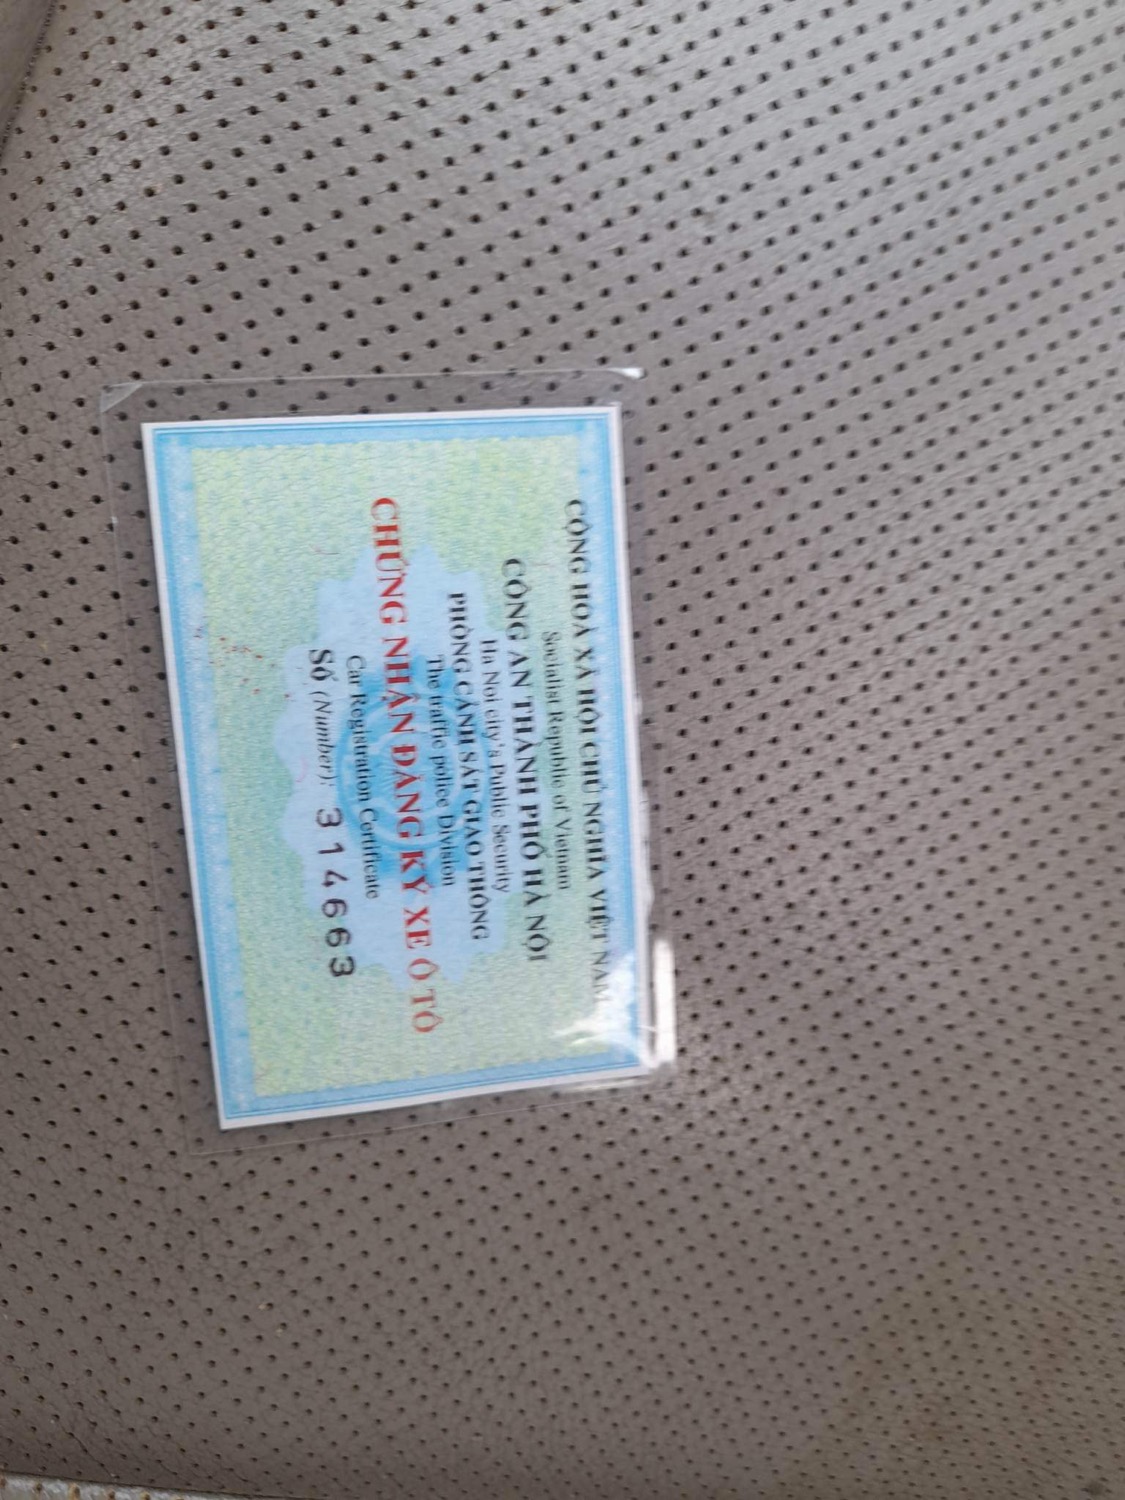 CỘNG HOÀ XÃ HỘI CHỦ NGHĨA VIỆT NAM
Socialist Republic of Vietnam
CÔNG AN THÀNH PHỐ HÀ NỘI
Ha Noi city's Public Security
PHÒNG CẢNH SÁT GIAO THÔNG
The traffic police Division
CHỨNG NHẬN ĐĂNG KÝ XE Ô TÔ
Car Registration Certificate
Số (Number): 314663